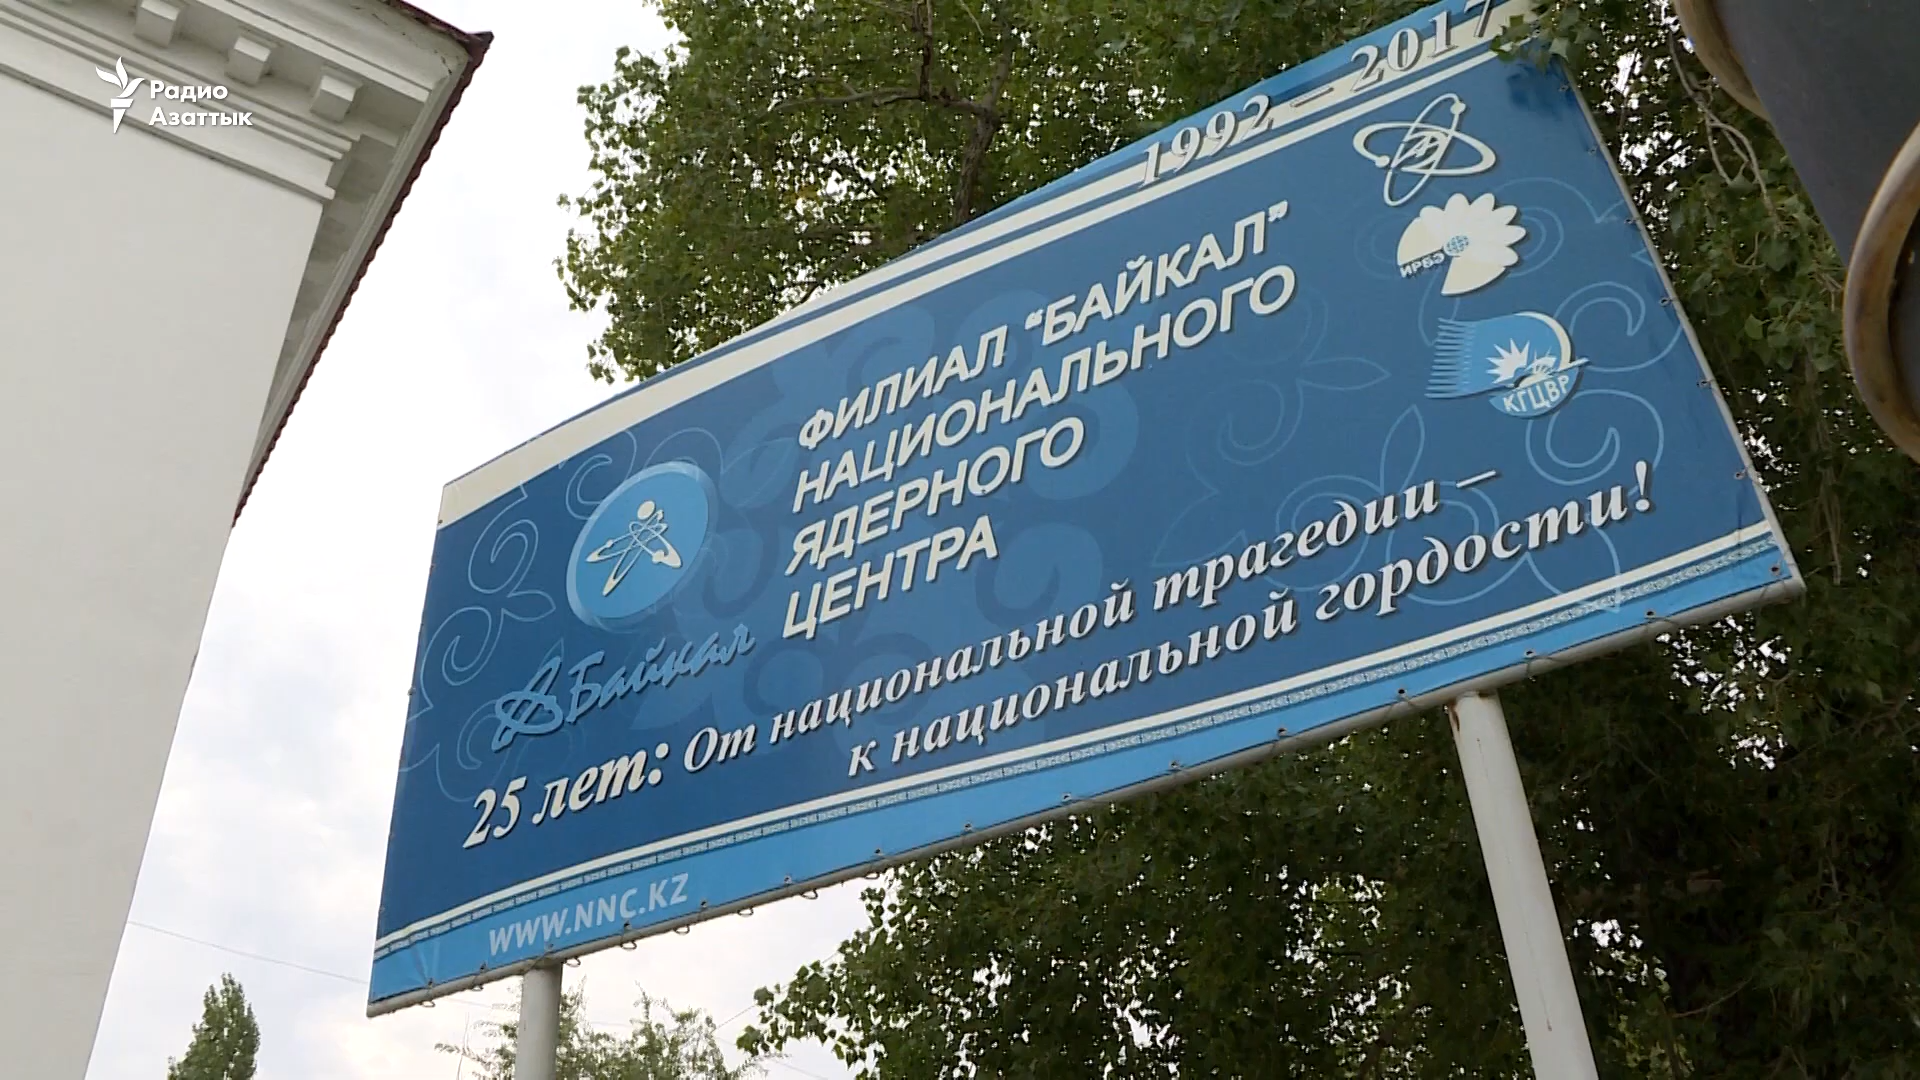 Радио
Азаттык
1992 – 2017
ФИЛИАЛ “БАЙКАЛ”
НАЦИОНАЛЬНОГО
ЯДЕРНОГО
ЦЕНТРА
ИРБЭ
КГЦВР
Байкал
25 лет: От национальной трагедии –
к национальной гордости!
WWW.NNC.KZ